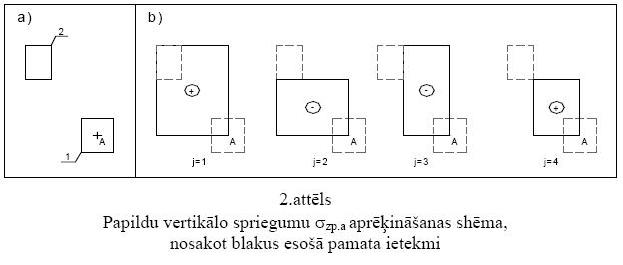 a)
2
A
1
b)
+
A
j=1
-
A
j=2
-
A
j=3
+
A
j=4
2.attēls
Papildu vertikālo spriegumu σzp.a aprēķināšanas shēma,
nosakot blakus esošā pamata ietekmi